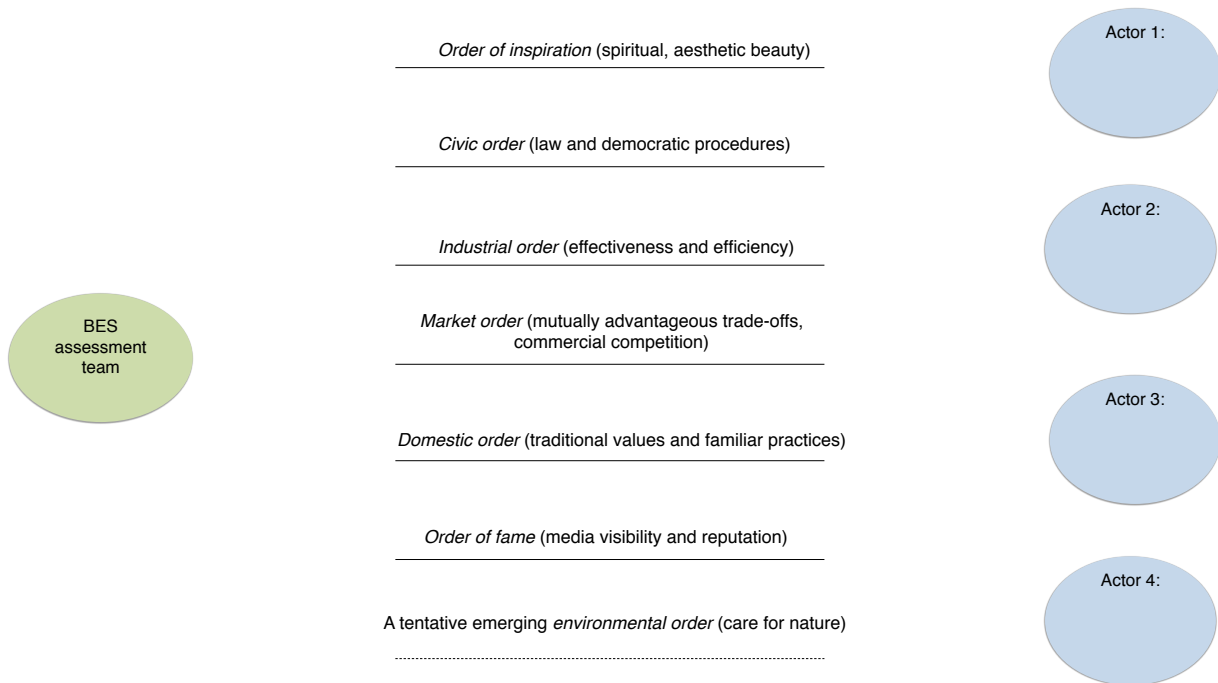 Order of inspiration (spiritual, aesthetic beauty)
Civic order (law and democratic procedures)
Industrial order (effectiveness and efficiency)
Market order (mutually advantageous trade-offs,
commercial competition)
Domestic order (traditional values and familiar practices)
Order of fame (media visibility and reputation)
A tentative emerging environmental order (care for nature)
BES
assessment
team
Actor 1:
Actor 2:
Actor 3:
Actor 4: